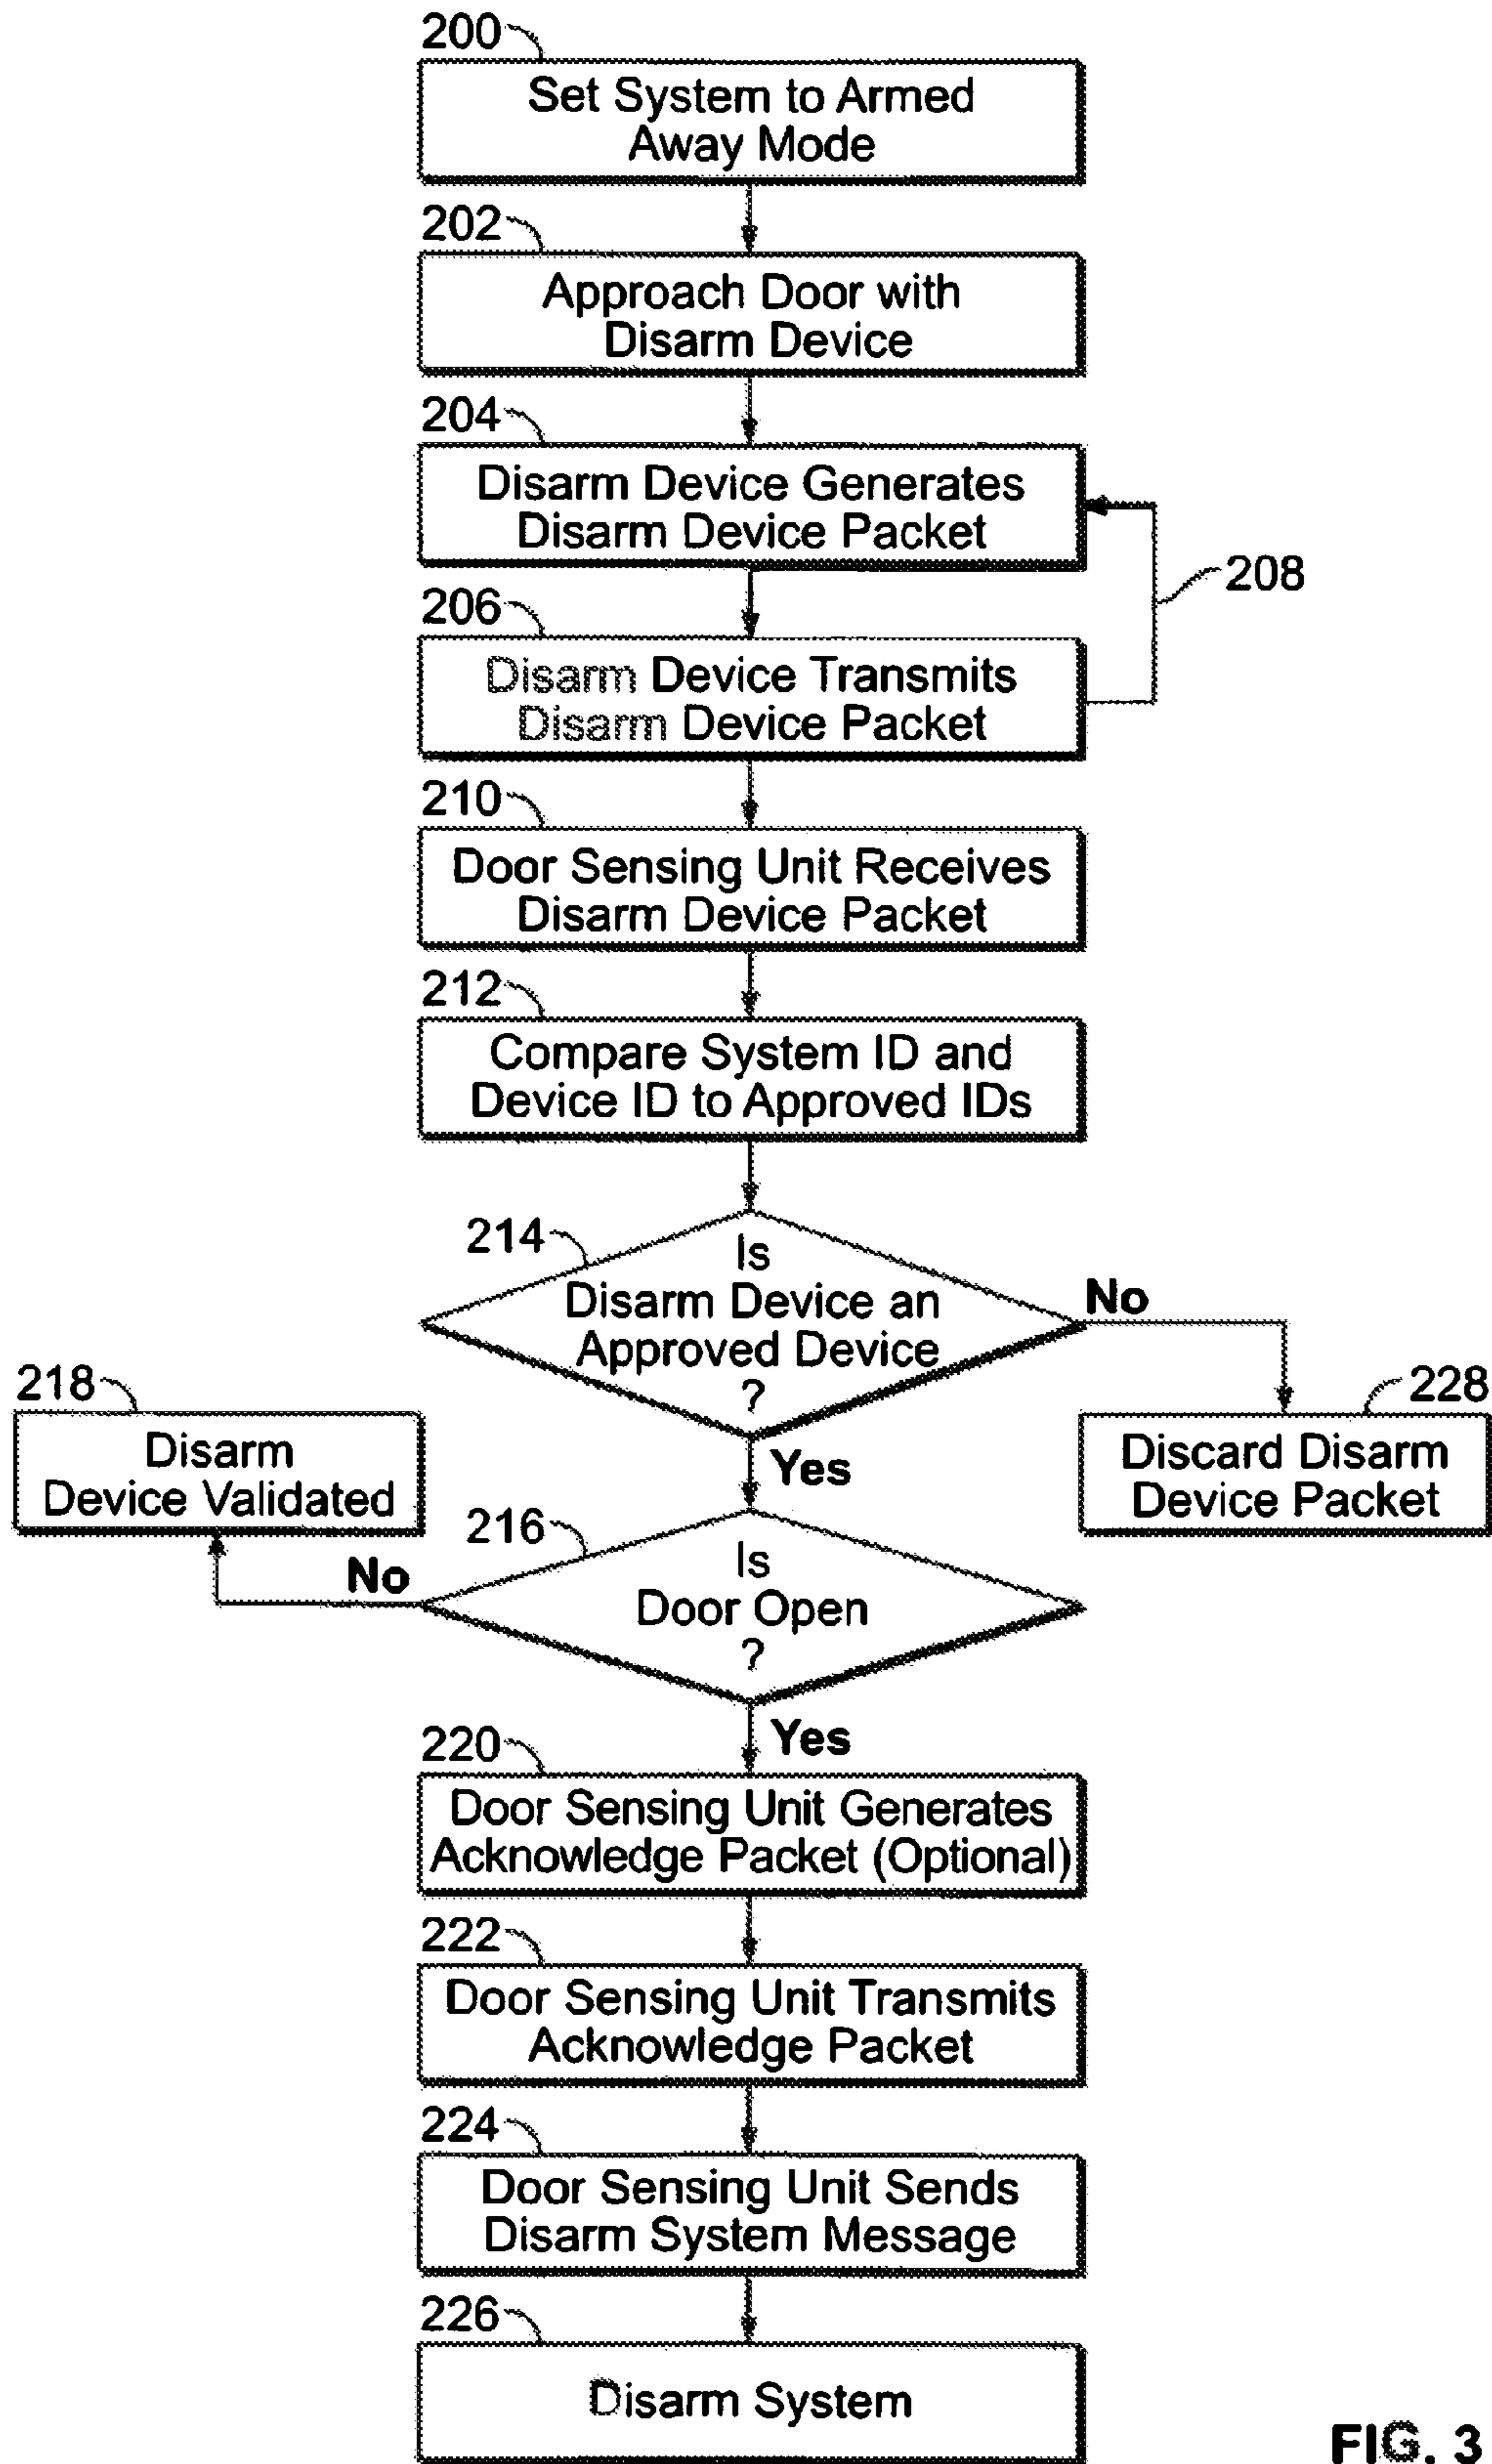 200
Set System to Armed
Away Mode
202
Approach Door with
Disarm Device
204
Disarm Device Generates
Disarm Device Packet
208
206
Disarm Device Transmits
Disarm Device Packet
210
Door Sensing Unit Receives
Disarm Device Packet
212
Compare System ID and
Device ID to Approved IDs
214
Is
Disarm Device an
Approved Device
?
No
Yes
218
Disarm
Device Validated
228
Discard Disarm
Device Packet
216
Is
Door Open
?
No
Yes
220
Door Sensing Unit Generates
Acknowledge Packet (Optional)
222
Door Sensing Unit Transmits
Acknowledge Packet
224
Door Sensing Unit Sends
Disarm System Message
226
Disarm System
FIG. 3